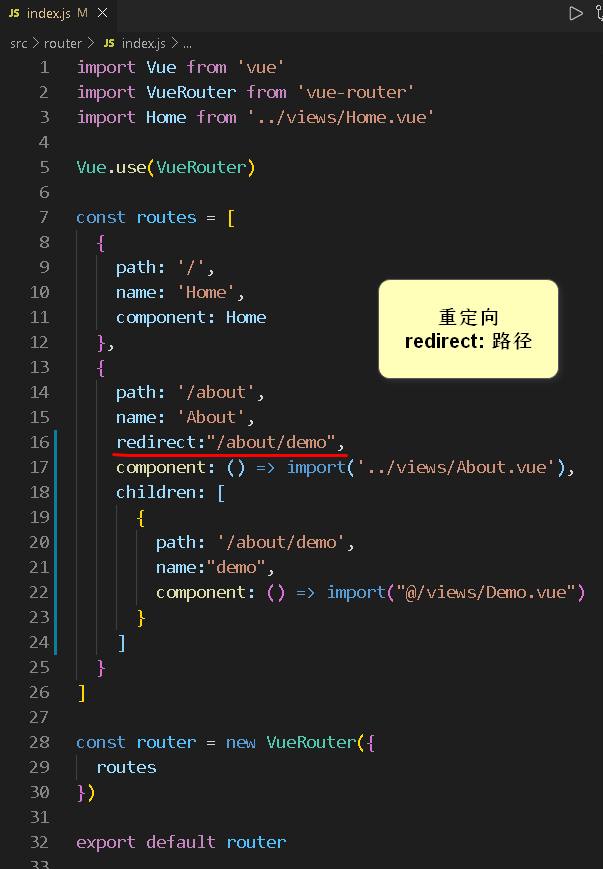 JS index.js M ×
src > router > JS index.js > ...
1 import Vue from 'vue'
2 import VueRouter from 'vue-router'
3 import Home from '../views/Home.vue'
4
5 Vue.use(VueRouter)
6
7 const routes = [
8 {
9 path: '/',
10 name: 'Home',
11 component: Home
12 },
13 {
14 path: '/about',
15 name: 'About',
16 redirect:"/about/demo",
17 component: () => import('../views/About.vue'),
18 children: [
19 {
20 path: '/about/demo',
21 name:"demo",
22 component: () => import("@/views/Demo.vue")
23 }
24 ]
25 }
26 ]
27
28 const router = new VueRouter({
29 routes
30 })
31
32 export default router
33
重定向
redirect: 路径